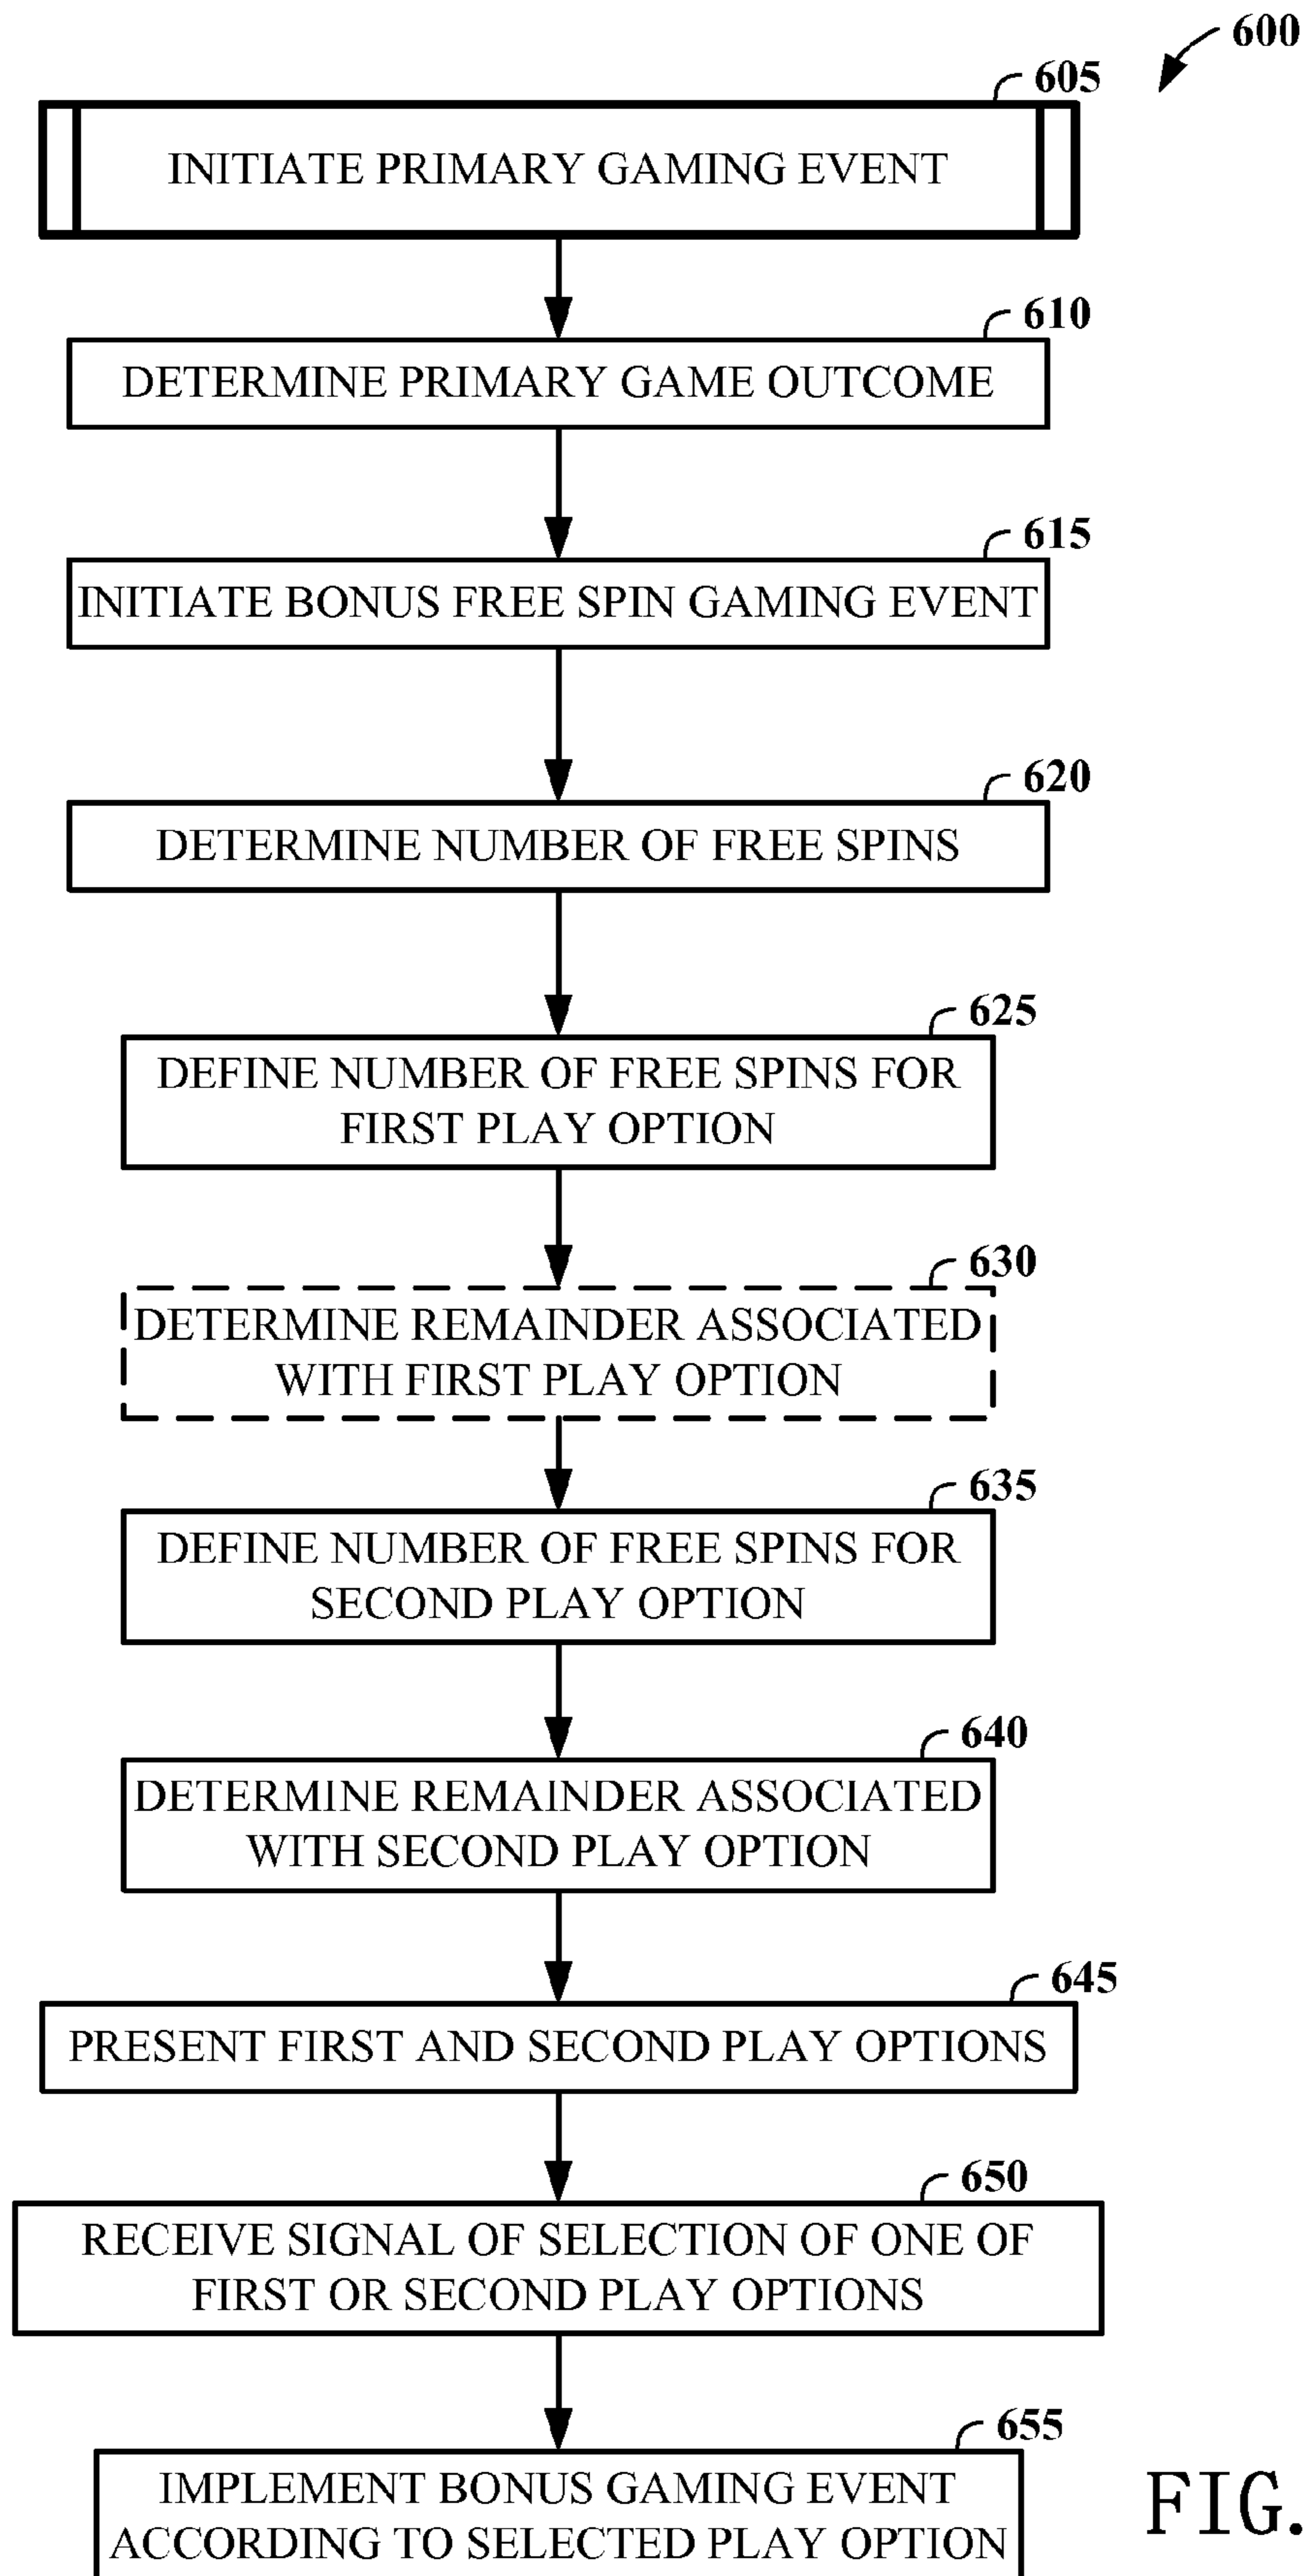 600
605
INITIATE PRIMARY GAMING EVENT
610
DETERMINE PRIMARY GAME OUTCOME
615
INITIATE BONUS FREE SPIN GAMING EVENT
620
DETERMINE NUMBER OF FREE SPINS
625
DEFINE NUMBER OF FREE SPINS FOR
FIRST PLAY OPTION
630
DETERMINE REMAINDER ASSOCIATED
WITH FIRST PLAY OPTION
635
DEFINE NUMBER OF FREE SPINS FOR
SECOND PLAY OPTION
640
DETERMINE REMAINDER ASSOCIATED
WITH SECOND PLAY OPTION
645
PRESENT FIRST AND SECOND PLAY OPTIONS
650
RECEIVE SIGNAL OF SELECTION OF ONE OF
FIRST OR SECOND PLAY OPTIONS
655
IMPLEMENT BONUS GAMING EVENT
ACCORDING TO SELECTED PLAY OPTION
FIG.